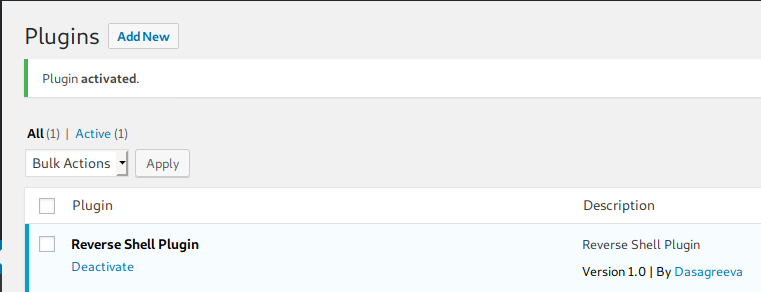 Plugins Add New
Plugin activated.
All (1) | Active (1)
Bulk Actions Apply
Plugin Description
Reverse Shell Plugin Reverse Shell Plugin
Deactivate Version 1.0 | By Dasagreeva